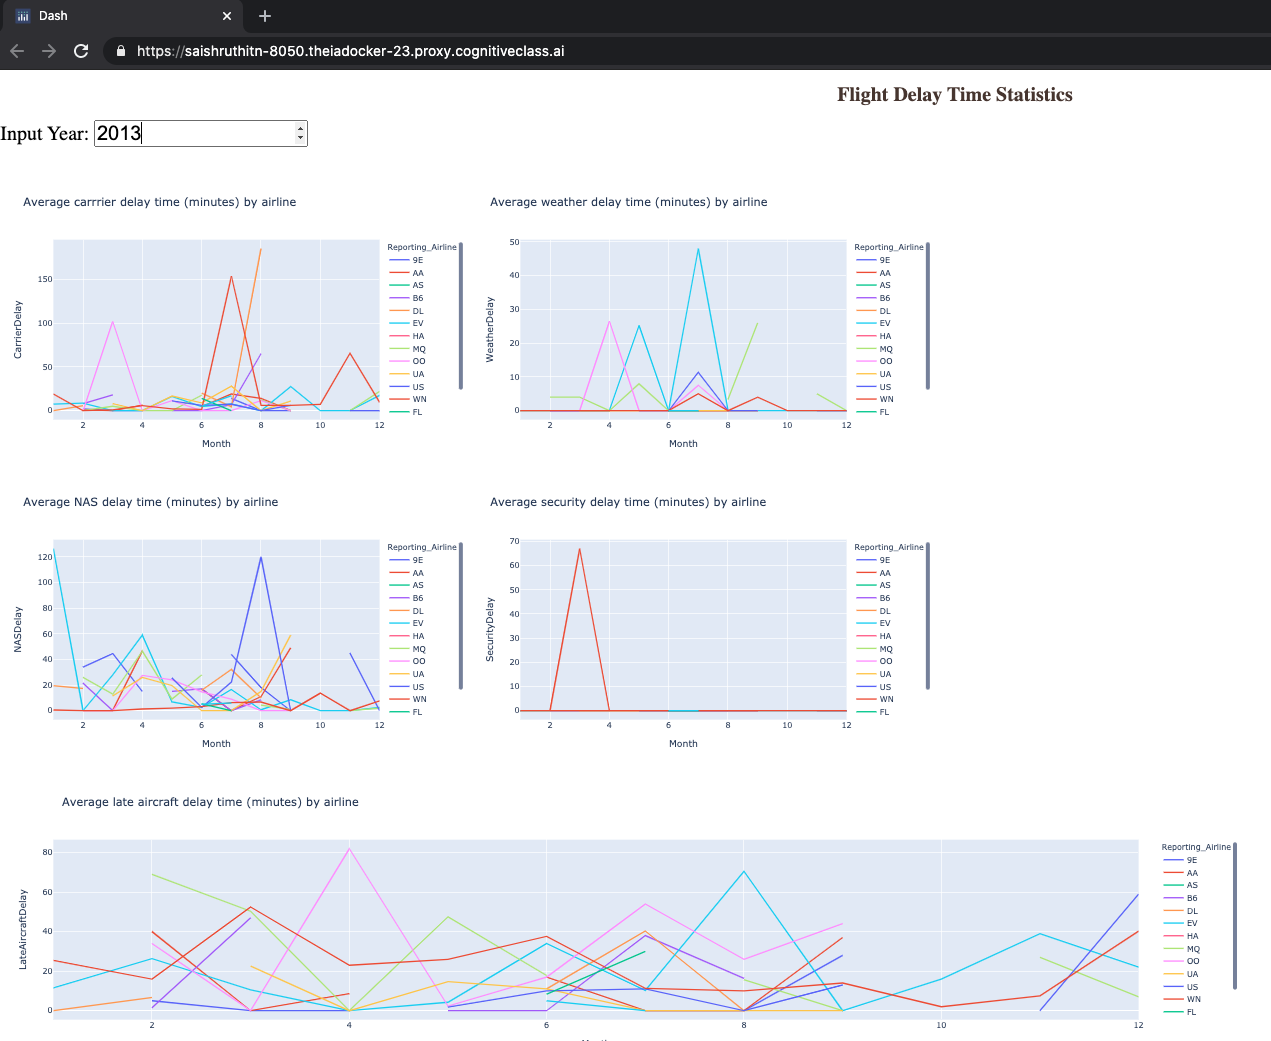 Dash
https://saishruthitn-8050.theiadocker-23.proxy.cognitiveclass.ai
Flight Delay Time Statistics
Input Year: 2013
Average carrrier delay time (minutes) by airline
CarrierDelay
150
100
50
0
2 4 6 8 10 12
Month
Reporting_Airline
9E
AA
AS
B6
DL
EV
HA
MQ
OO
UA
US
WN
FL
Average weather delay time (minutes) by airline
WeatherDelay
50
40
30
20
10
0
2 4 6 8 10 12
Month
Reporting_Airline
9E
AA
AS
B6
DL
EV
HA
MQ
OO
UA
US
WN
FL
Average NAS delay time (minutes) by airline
NASDelay
120
100
80
60
40
20
0
2 4 6 8 10 12
Month
Reporting_Airline
9E
AA
AS
B6
DL
EV
HA
MQ
OO
UA
US
WN
FL
Average security delay time (minutes) by airline
SecurityDelay
70
60
50
40
30
20
10
0
2 4 6 8 10 12
Month
Reporting_Airline
9E
AA
AS
B6
DL
EV
HA
MQ
OO
UA
US
WN
FL
Average late aircraft delay time (minutes) by airline
LateAircraftDelay
80
60
40
20
0
2 4 6 8 10 12
Reporting_Airline
9E
AA
AS
B6
DL
EV
HA
MQ
OO
UA
US
WN
FL